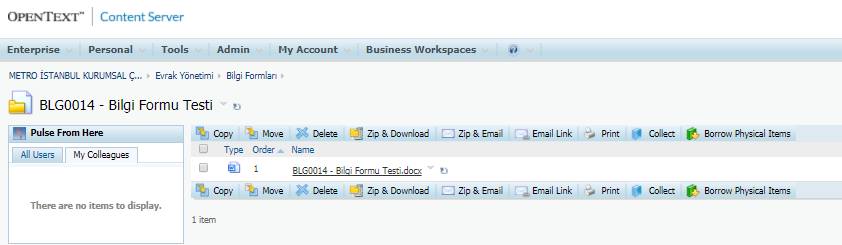 OPENTEXT™ | Content Server
Enterprise Personal Tools Admin My Account Business Workspaces
METRO İSTANBUL KURUMSAL Ç... › Evrak Yönetimi › Bilgi Formları ›
BLG0014 - Bilgi Formu Testi
Pulse From Here
All Users My Colleagues
There are no items to display.
Copy Move Delete Zip & Download Zip & Email Email Link Print Collect Borrow Physical Items
Type Order Name
1 BLG0014 - Bilgi Formu Testi.docx
Copy Move Delete Zip & Download Zip & Email Email Link Print Collect Borrow Physical Items
1 item